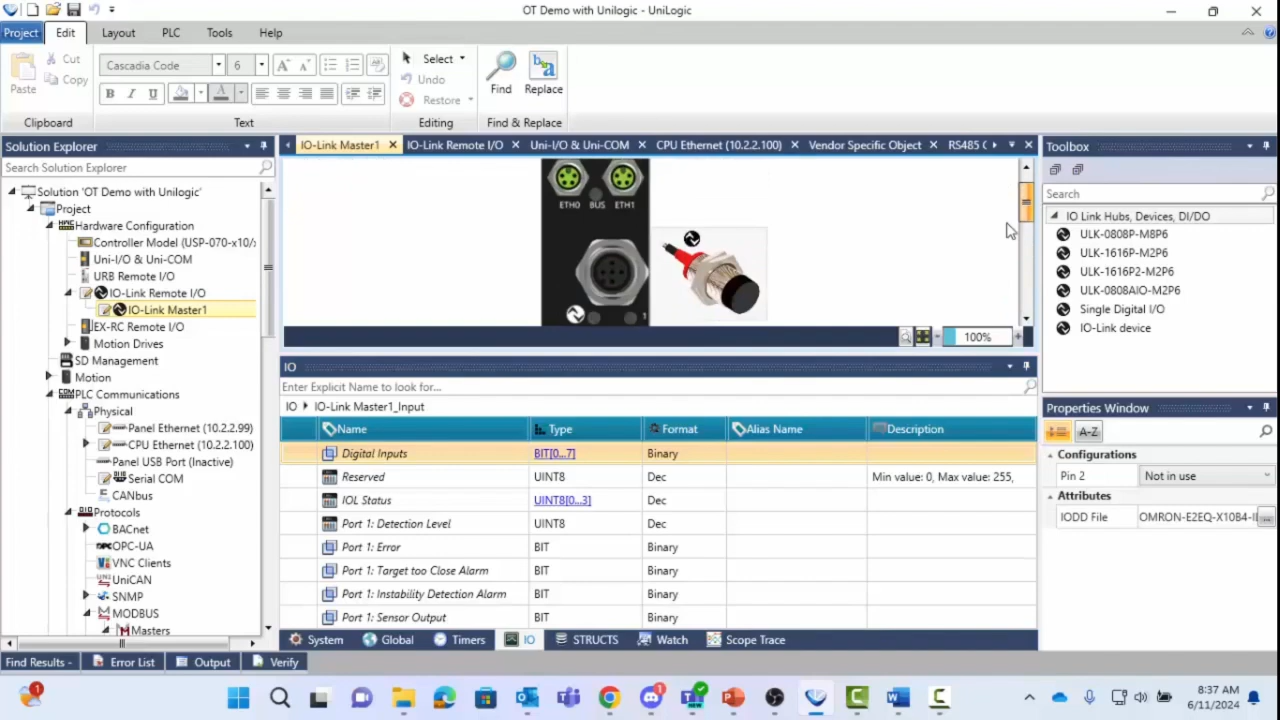 OT Demo with Unilogic - UniLogic
Project Edit Layout PLC Tools Help
Paste Cut Copy
Clipboard
Cascadia Code 6
B I U A
Text
Select
Undo
Restore
Editing
Find Replace
Find & Replace
Solution Explorer
Search Solution Explorer
Solution 'OT Demo with Unilogic'
Project
Hardware Configuration
Controller Model (USP-070-x10/
Uni-I/O & Uni-COM
URB Remote I/O
IO-Link Remote I/O
IO-Link Master1
EX-RC Remote I/O
Motion Drives
SD Management
Motion
PLC Communications
Physical
Panel Ethernet (10.2.2.99)
CPU Ethernet (10.2.2.100)
Panel USB Port (Inactive)
Serial COM
CANbus
Protocols
BACnet
OPC-UA
VNC Clients
UniCAN
SNMP
MODBUS
Masters
IO-Link Master1 IO-Link Remote I/O Uni-I/O & Uni-COM CPU Ethernet (10.2.2.100) Vendor Specific Object RS485 (
ETH0 BUS ETH1
1
100%
IO
Enter Explicit Name to look for...
IO IO-Link Master1_Input
Name Type Format Alias Name Description
Digital Inputs BIT[0...7] Binary
Reserved UINT8 Dec Min value: 0, Max value: 255,
IOL Status UINT8[0...3] Dec
Port 1: Detection Level UINT8 Dec
Port 1: Error BIT Binary
Port 1: Target too Close Alarm BIT Binary
Port 1: Instability Detection Alarm BIT Binary
Port 1: Sensor Output BIT Binary
System Global Timers IO STRUCTS Watch Scope Trace
Toolbox
Search
IO Link Hubs, Devices, DI/DO
ULK-0808P-M8P6
ULK-1616P-M2P6
ULK-1616P2-M2P6
ULK-0808AIO-M2P6
Single Digital I/O
IO-Link device
Properties Window
A-Z
Configurations
Pin 2 Not in use
Attributes
IODD File OMRON-E2EQ-X10B4-I ...
Find Results - Error List Output Verify
1 1
8:37 AM
6/11/2024